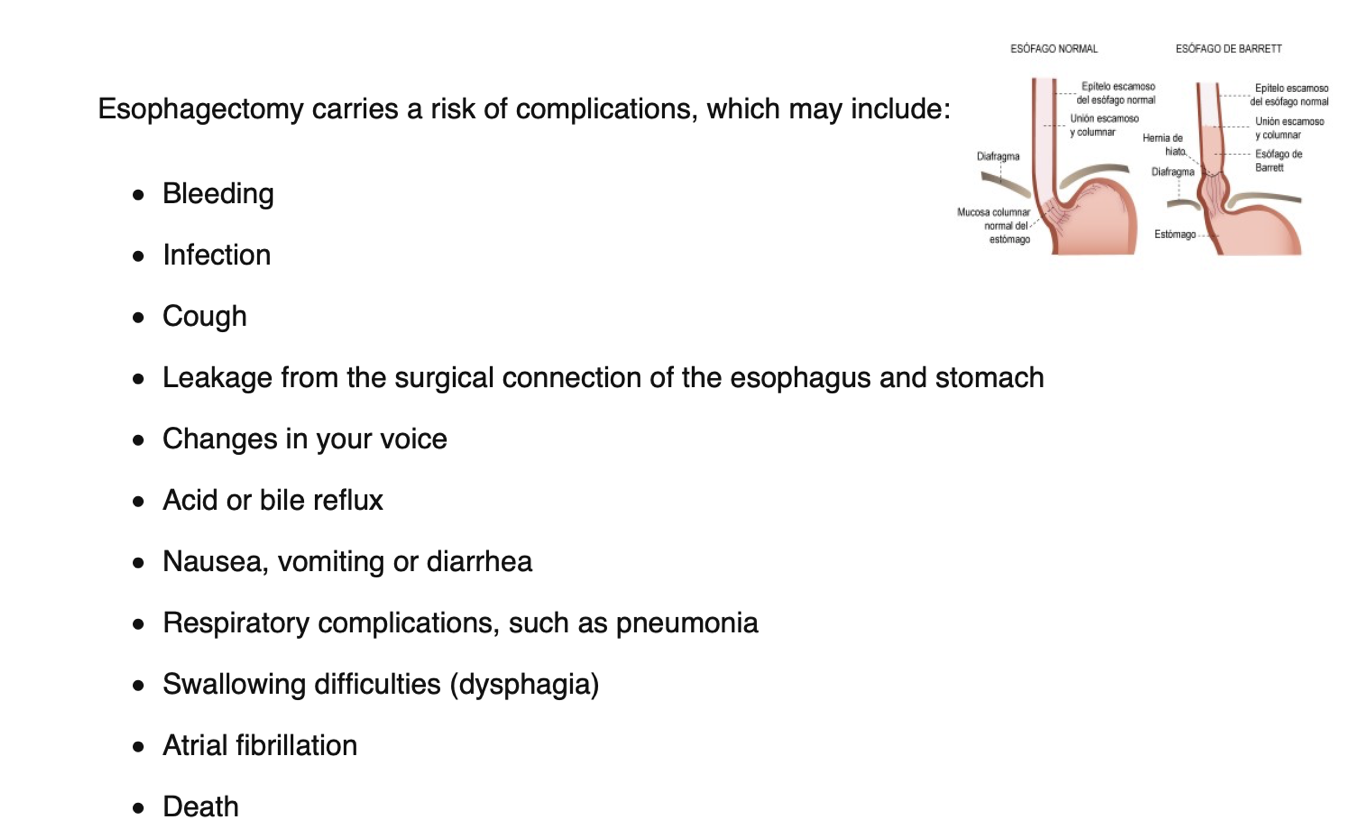 Esophagectomy carries a risk of complications, which may include:
• Bleeding
• Infection
• Cough
• Leakage from the surgical connection of the esophagus and stomach
• Changes in your voice
• Acid or bile reflux
• Nausea, vomiting or diarrhea
• Respiratory complications, such as pneumonia
• Swallowing difficulties (dysphagia)
• Atrial fibrillation
• Death
ESÓFAGO NORMAL
Epítelo escamoso
del esófago normal
Unión escamoso
y columnar
Diafragma
Mucosa columnar
normal del
estómago
ESÓFAGO DE BARRETT
Epítelo escamoso
del esófago normal
Unión escamoso
y columnar
Hernia de
hiato
Esófago de
Barrett
Diafragma
Estómago